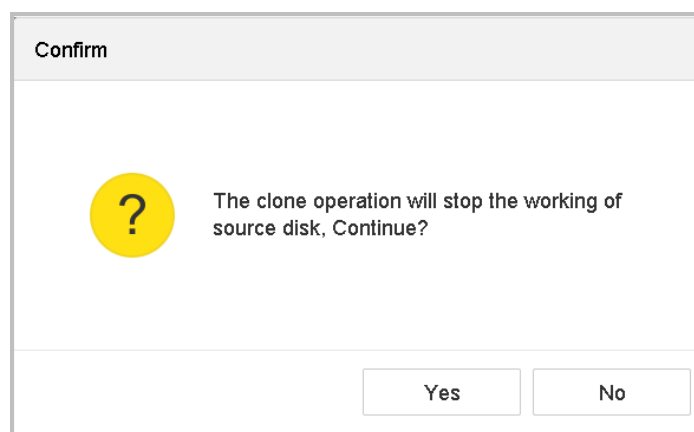 Confirm
?
The clone operation will stop the working of
source disk, Continue?
Yes
No